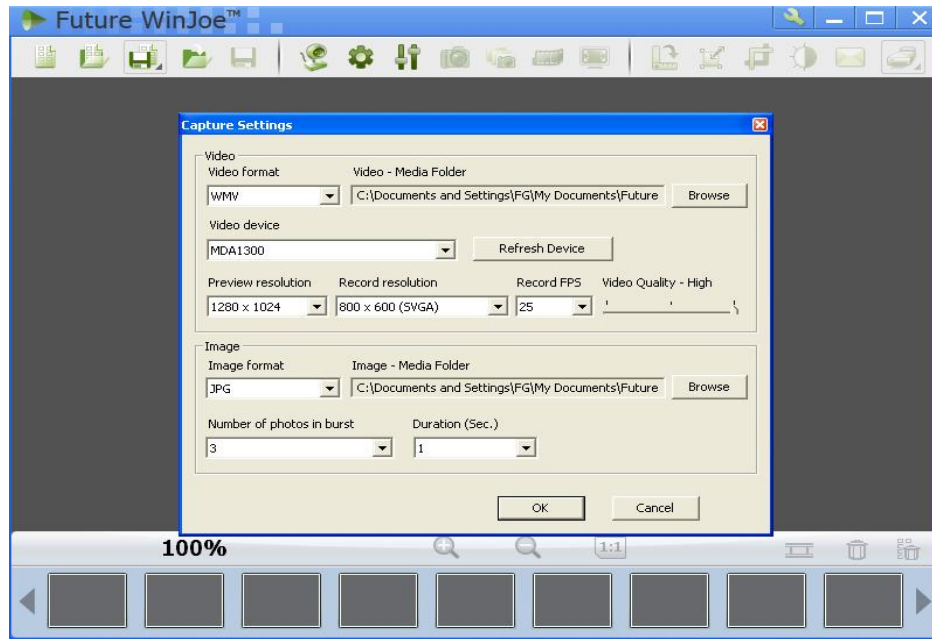 Future WinJoe™
Capture Settings
Video
Video format Video - Media Folder
WMV C:\Documents and Settings\FG\My Documents\Future Browse
Video device
MDA1300 Refresh Device
Preview resolution Record resolution Record FPS Video Quality - High
1280 x 1024 800 x 600 (SVGA) 25
Image
Image format Image - Media Folder
JPG C:\Documents and Settings\FG\My Documents\Future Browse
Number of photos in burst Duration (Sec.)
3 1
OK Cancel
100% 1:1